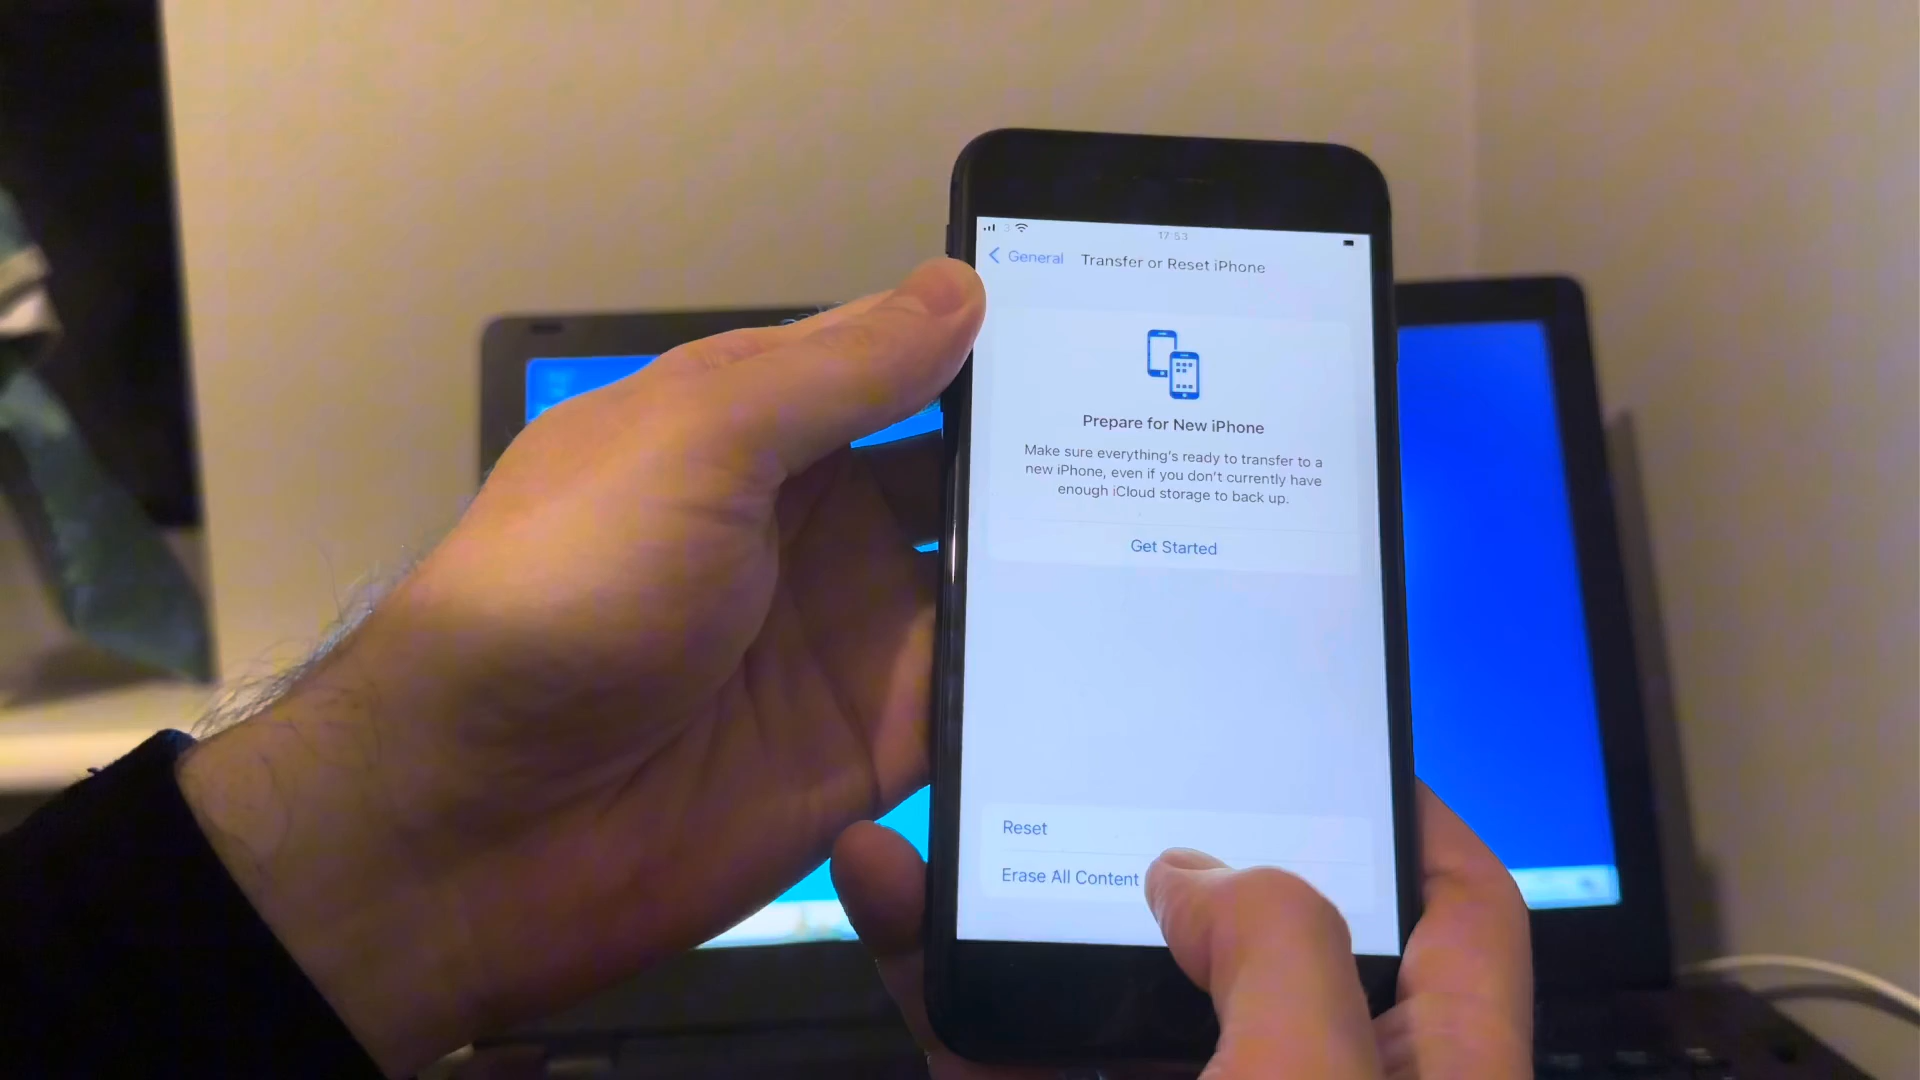 3
17:53
General
Transfer or Reset iPhone
Prepare for New iPhone
Make sure everything's ready to transfer to a
new iPhone, even if you don't currently have
enough iCloud storage to back up.
Get Started
Reset
Erase All Content